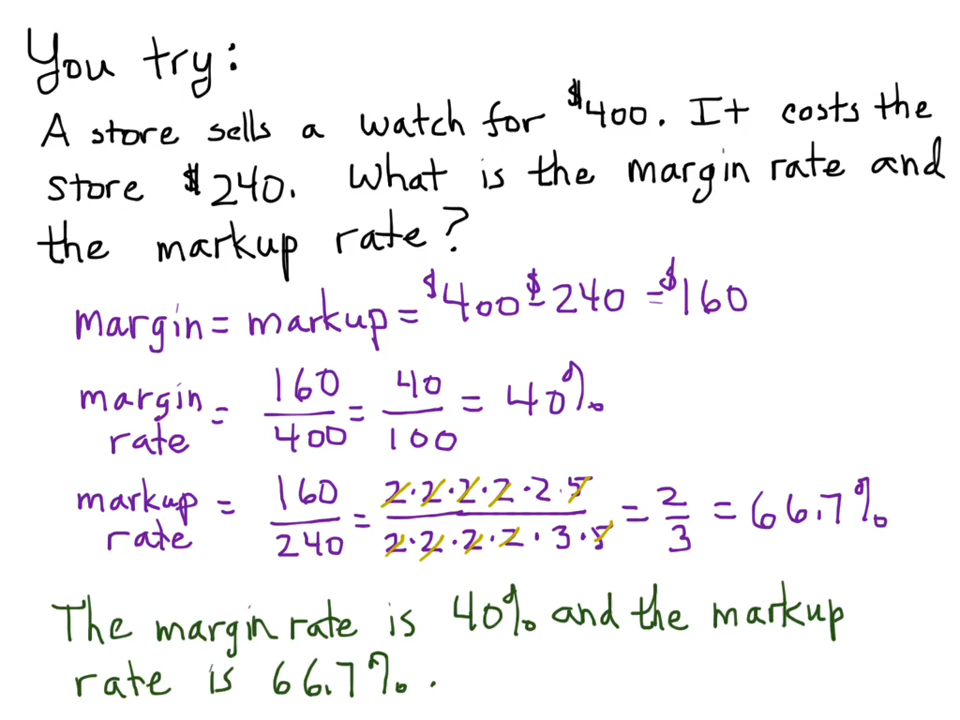 You try:
A store sells a watch for $400. It costs the
store $240. What is the margin rate and
the markup rate?
margin = markup = $400 - $240 = $160
margin rate = 160/400 = 40/100 = 40%
markup rate = 160/240 = 2·2·2·2·2·5/2·2·2·2·3·5 = 2/3 = 66.7%
The margin rate is 40% and the markup
rate is 66.7%.